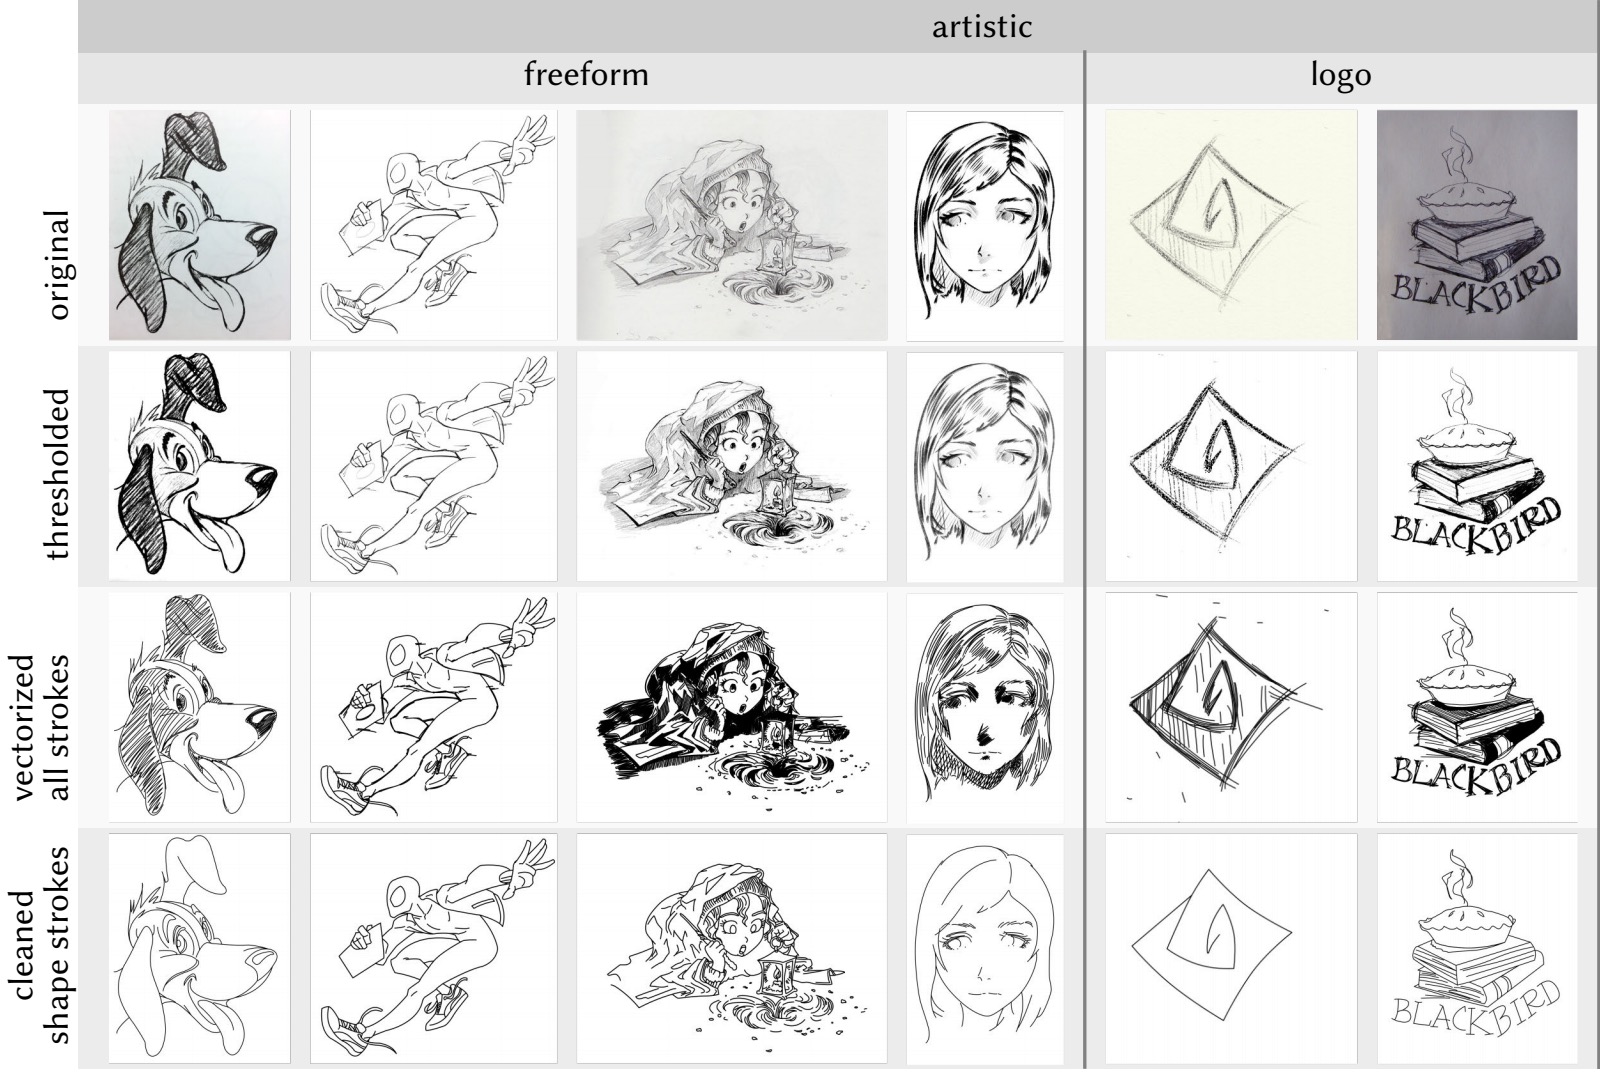 artistic
freeform
logo
original
BLACKBIRD
thresholded
BLACKBIRD
vectorized
all strokes
BLACKBIRD
cleaned
shape strokes
BLACKBIRD